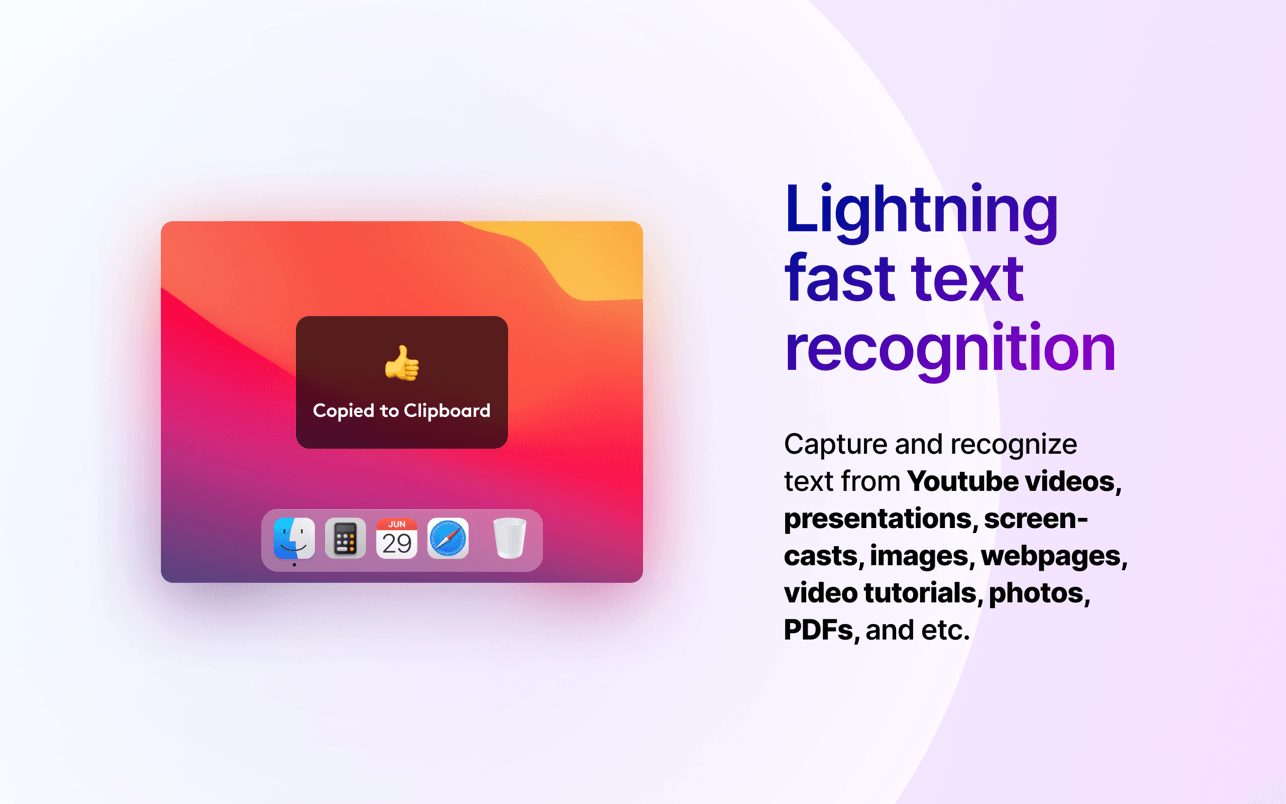 Lightning
fast text
recognition
Capture and recognize
text from Youtube videos,
presentations, screen-
casts, images, webpages,
video tutorials, photos,
PDFs, and etc.
Copied to Clipboard
JUN
29